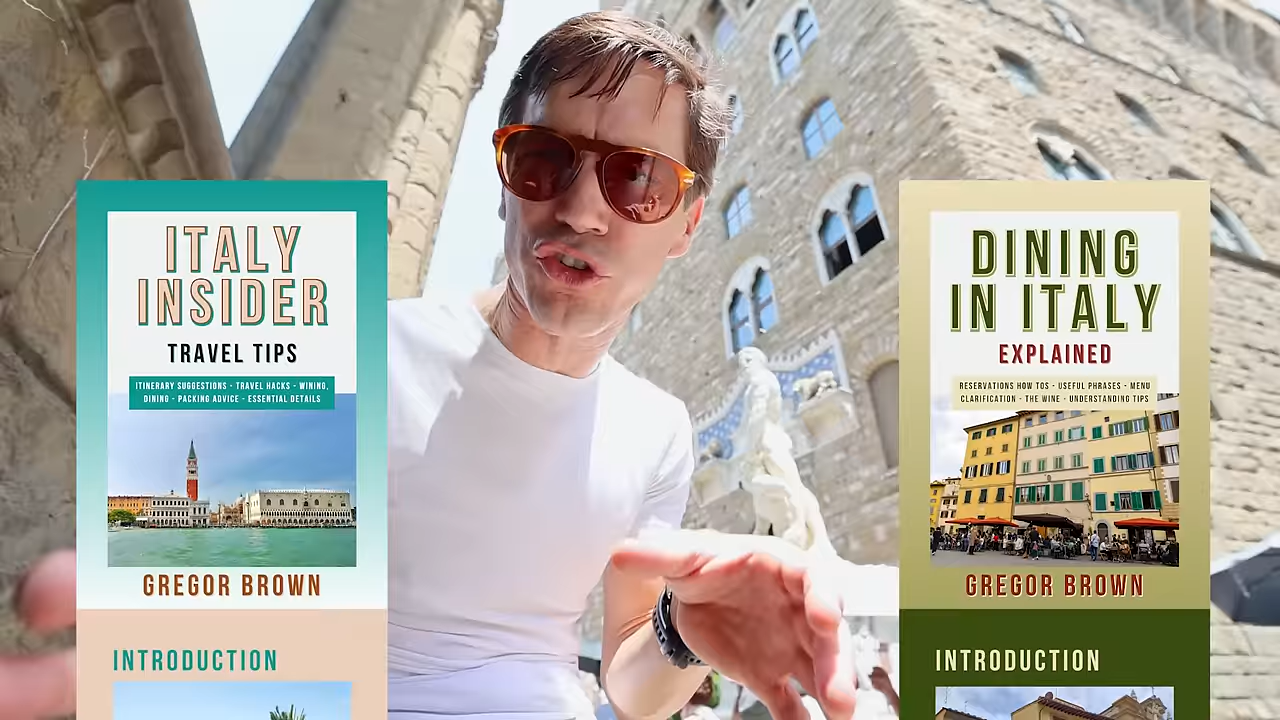 ITALY
INSIDER
TRAVEL TIPS
ITINERARY SUGGESTIONS - TRAVEL HACKS - WINING,
DINING - PACKING ADVICE - ESSENTIAL DETAILS
GREGOR BROWN
INTRODUCTION
DINING
IN ITALY
EXPLAINED
RESERVATIONS HOW TOS - USEFUL PHRASES - MENU
CLARIFICATION - THE WINE - UNDERSTANDING TIPS
GREGOR BROWN
INTRODUCTION